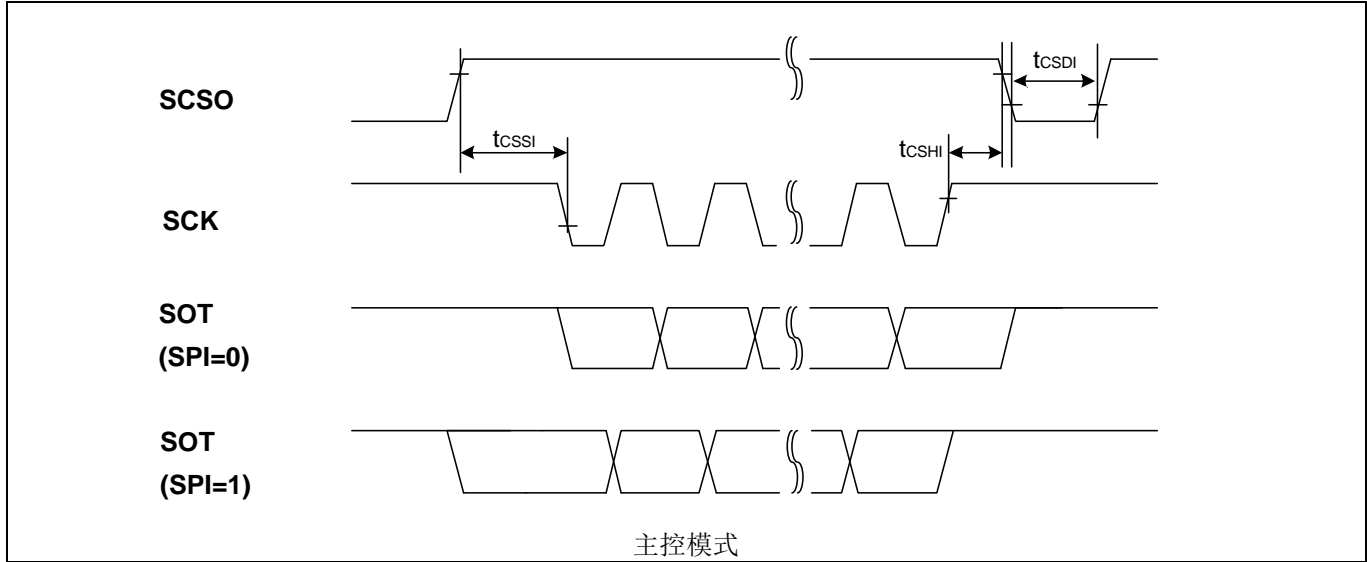 SCSO
tCSDI
tCSSI
tCSHI
SCK
SOT
(SPI=0)
SOT
(SPI=1)
主控模式